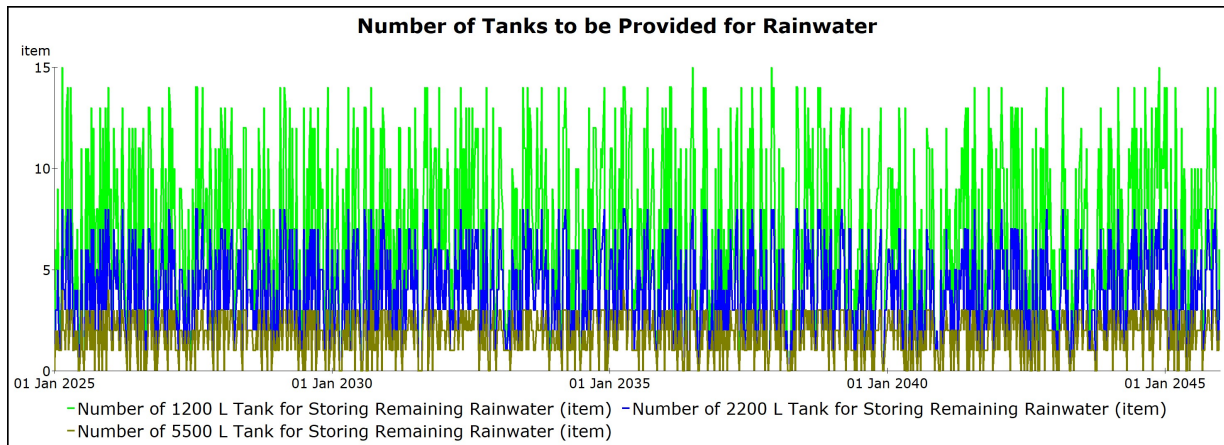 Number of Tanks to be Provided for Rainwater
item
15
10
5
0
01 Jan 2025 01 Jan 2030 01 Jan 2035 01 Jan 2040 01 Jan 2045
Number of 1200 L Tank for Storing Remaining Rainwater (item) Number of 2200 L Tank for Storing Remaining Rainwater (item)
Number of 5500 L Tank for Storing Remaining Rainwater (item)